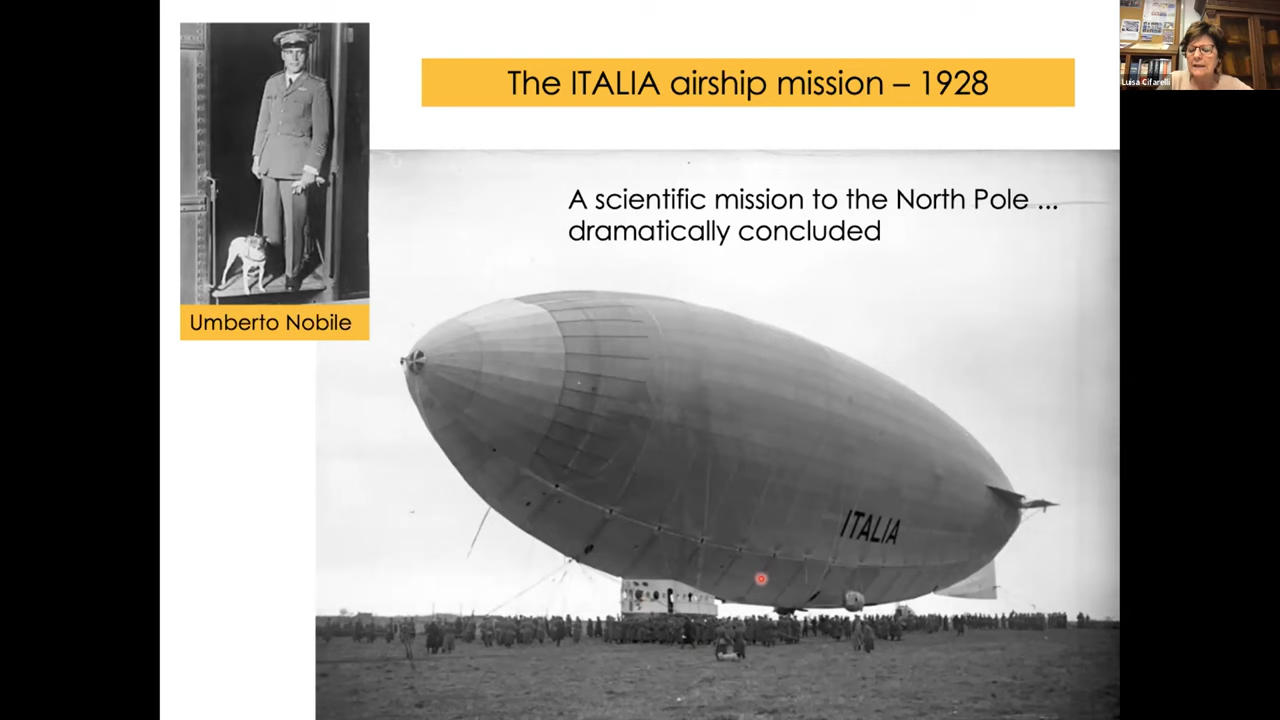 The ITALIA airship mission – 1928
Luisa Cifarelli
A scientific mission to the North Pole ...
dramatically concluded
Umberto Nobile
ITALIA